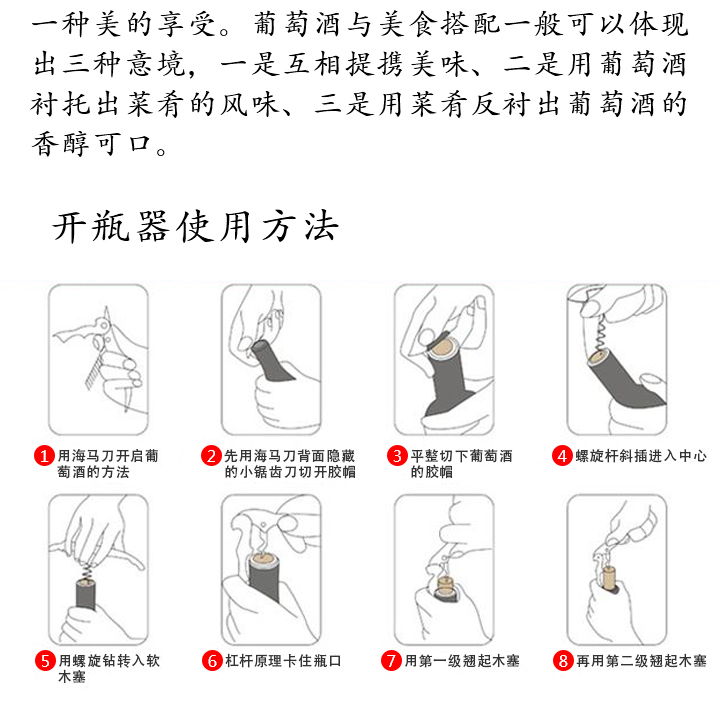 一种美的享受。葡萄酒与美食搭配一般可以体现
出三种意境，一是互相提携美味、二是用葡萄酒
衬托出菜肴的风味、三是用菜肴反衬出葡萄酒的
香醇可口。
开瓶器使用方法
1 用海马刀开启葡
萄酒的方法
2 先用海马刀背面隐藏
的小锯齿刀切开胶帽
3 平整切下葡萄酒
的胶帽
4 螺旋杆斜插进入中心
5 用螺旋钻转入软
木塞
6 杠杆原理卡住瓶口
7 用第一级翘起木塞
8 再用第二级翘起木塞